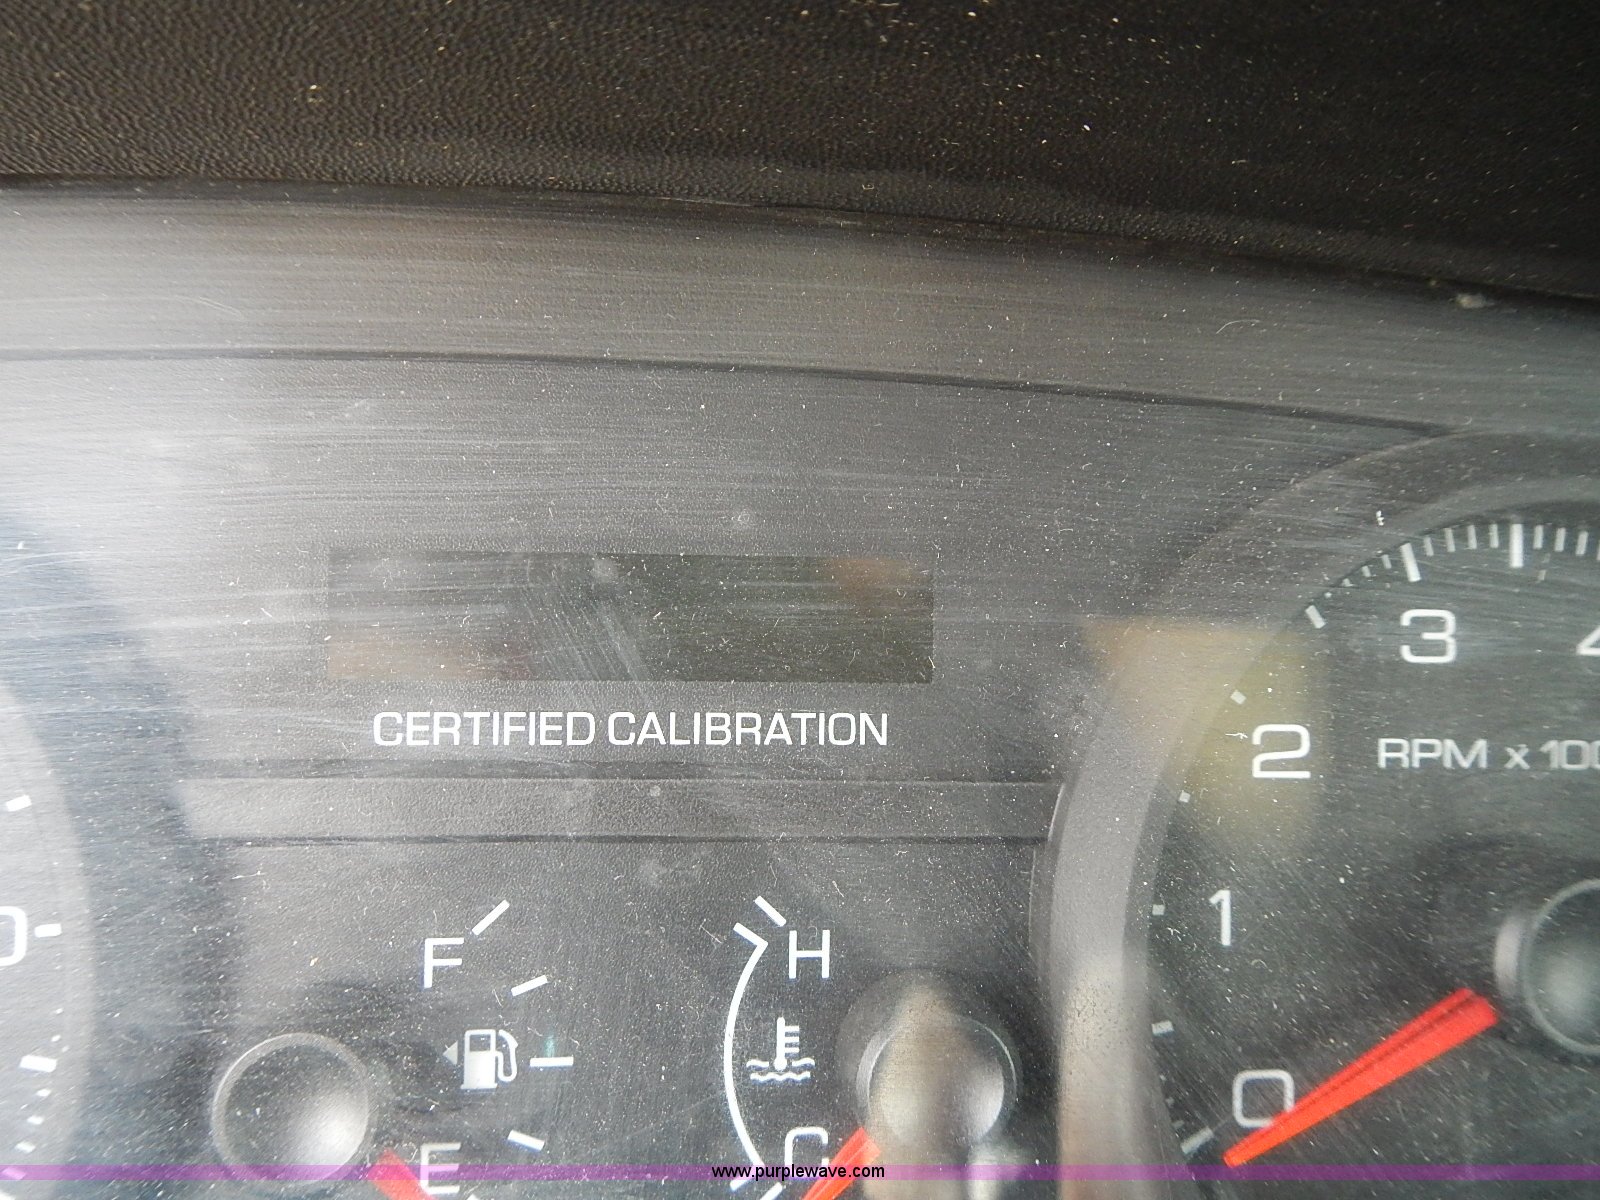 CERTIFIED CALIBRATION
3
2
RPM x 100
1
0
F
H
E
C
www.purplewave.com